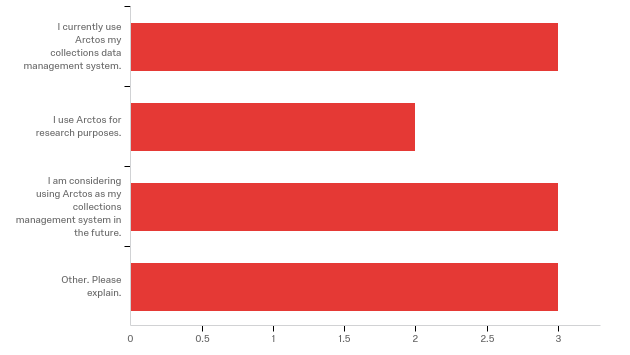 I currently use
Arctos my
collections data
management system.
I use Arctos for
research purposes.
I am considering
using Arctos as my
collections
management system in
the future.
Other. Please
explain.
0 0.5 1 1.5 2 2.5 3